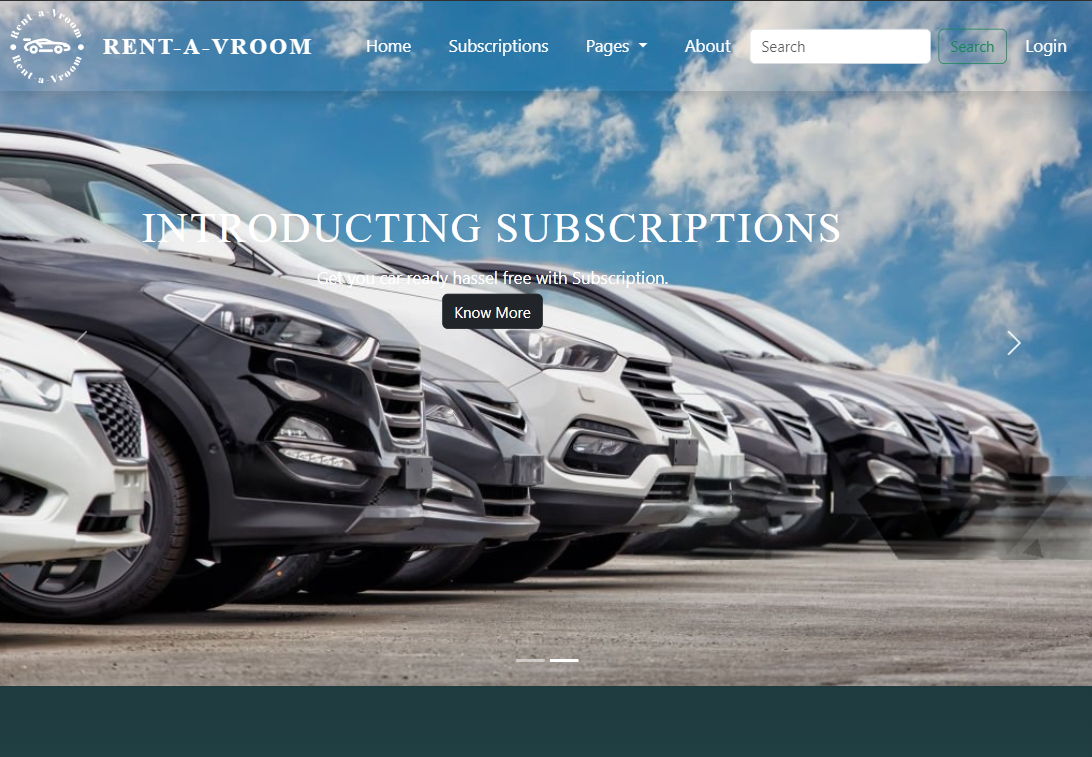 Rent a-Vroom
Rent a-Vroom
RENT-A-VROOM
Home
Subscriptions
Pages
About
Search
Search
Login
INTRODUCTING SUBSCRIPTIONS
Get you car ready hassel free with Subscription.
Know More